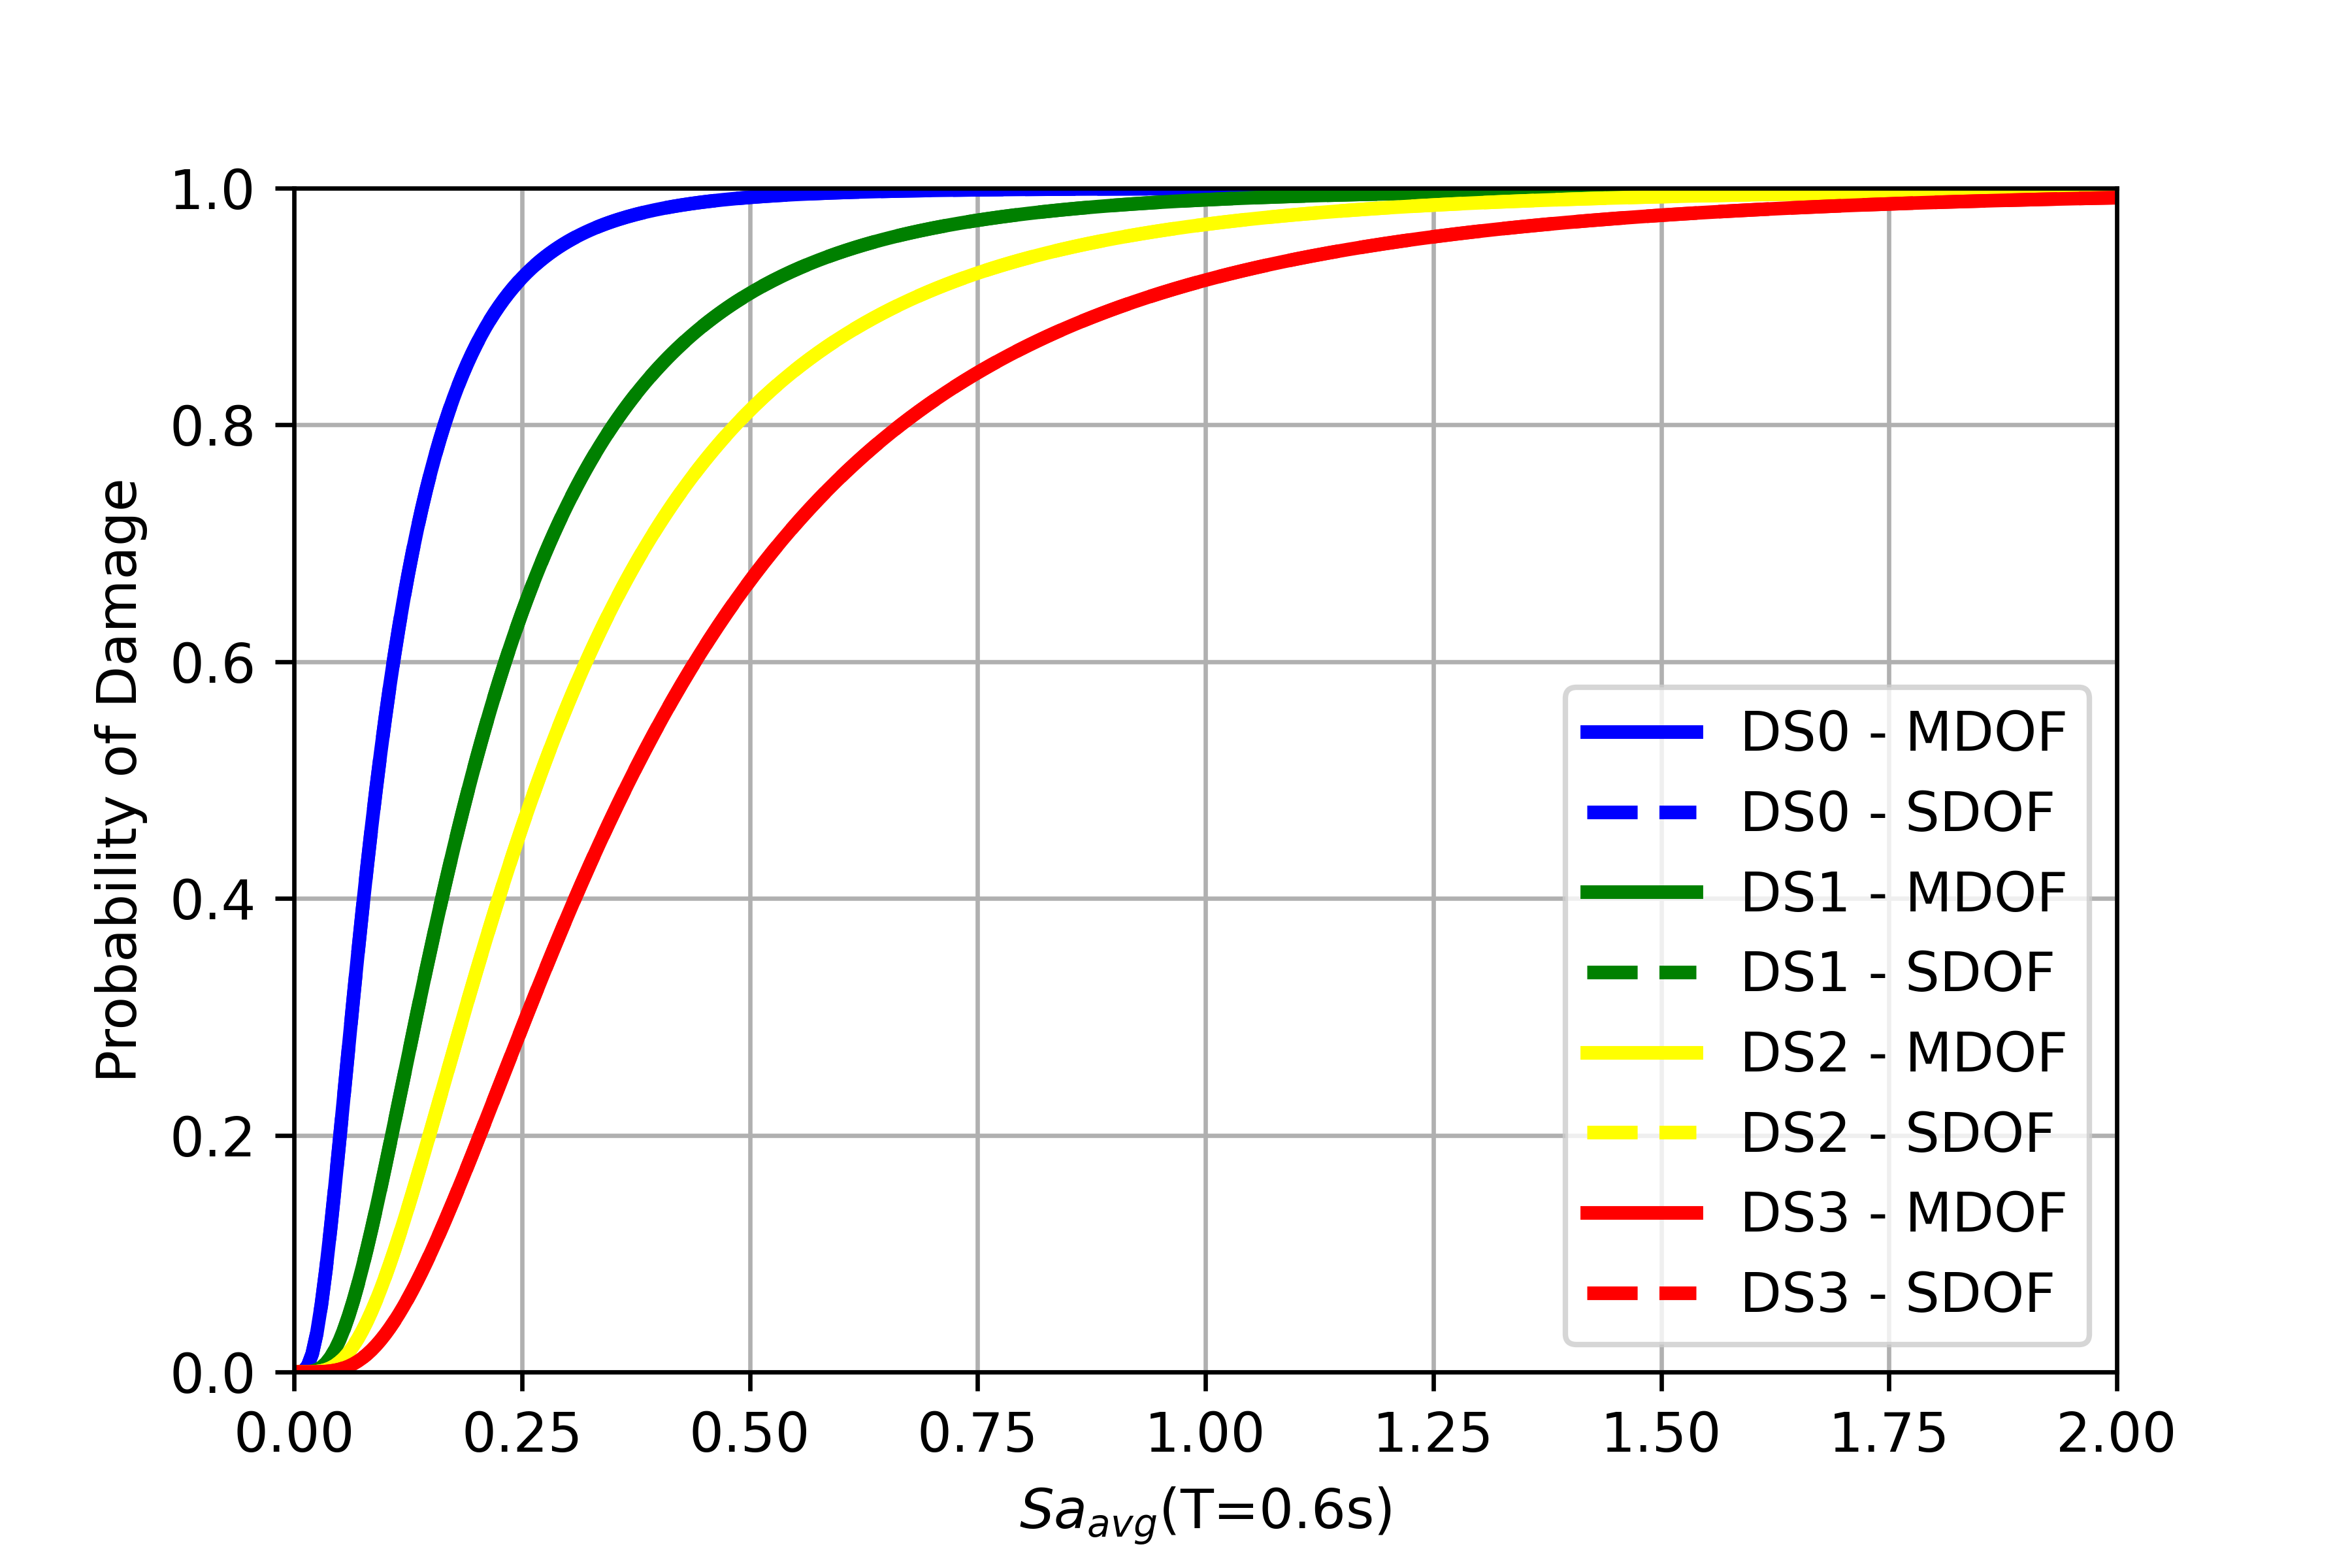 1.0
0.8
0.6
0.4
0.2
0.0
Probability of Damage
DS0 - MDOF
DS0 - SDOF
DS1 - MDOF
DS1 - SDOF
DS2 - MDOF
DS2 - SDOF
DS3 - MDOF
DS3 - SDOF
0.00 0.25 0.50 0.75 1.00 1.25 1.50 1.75 2.00
Sa_avg(T=0.6s)